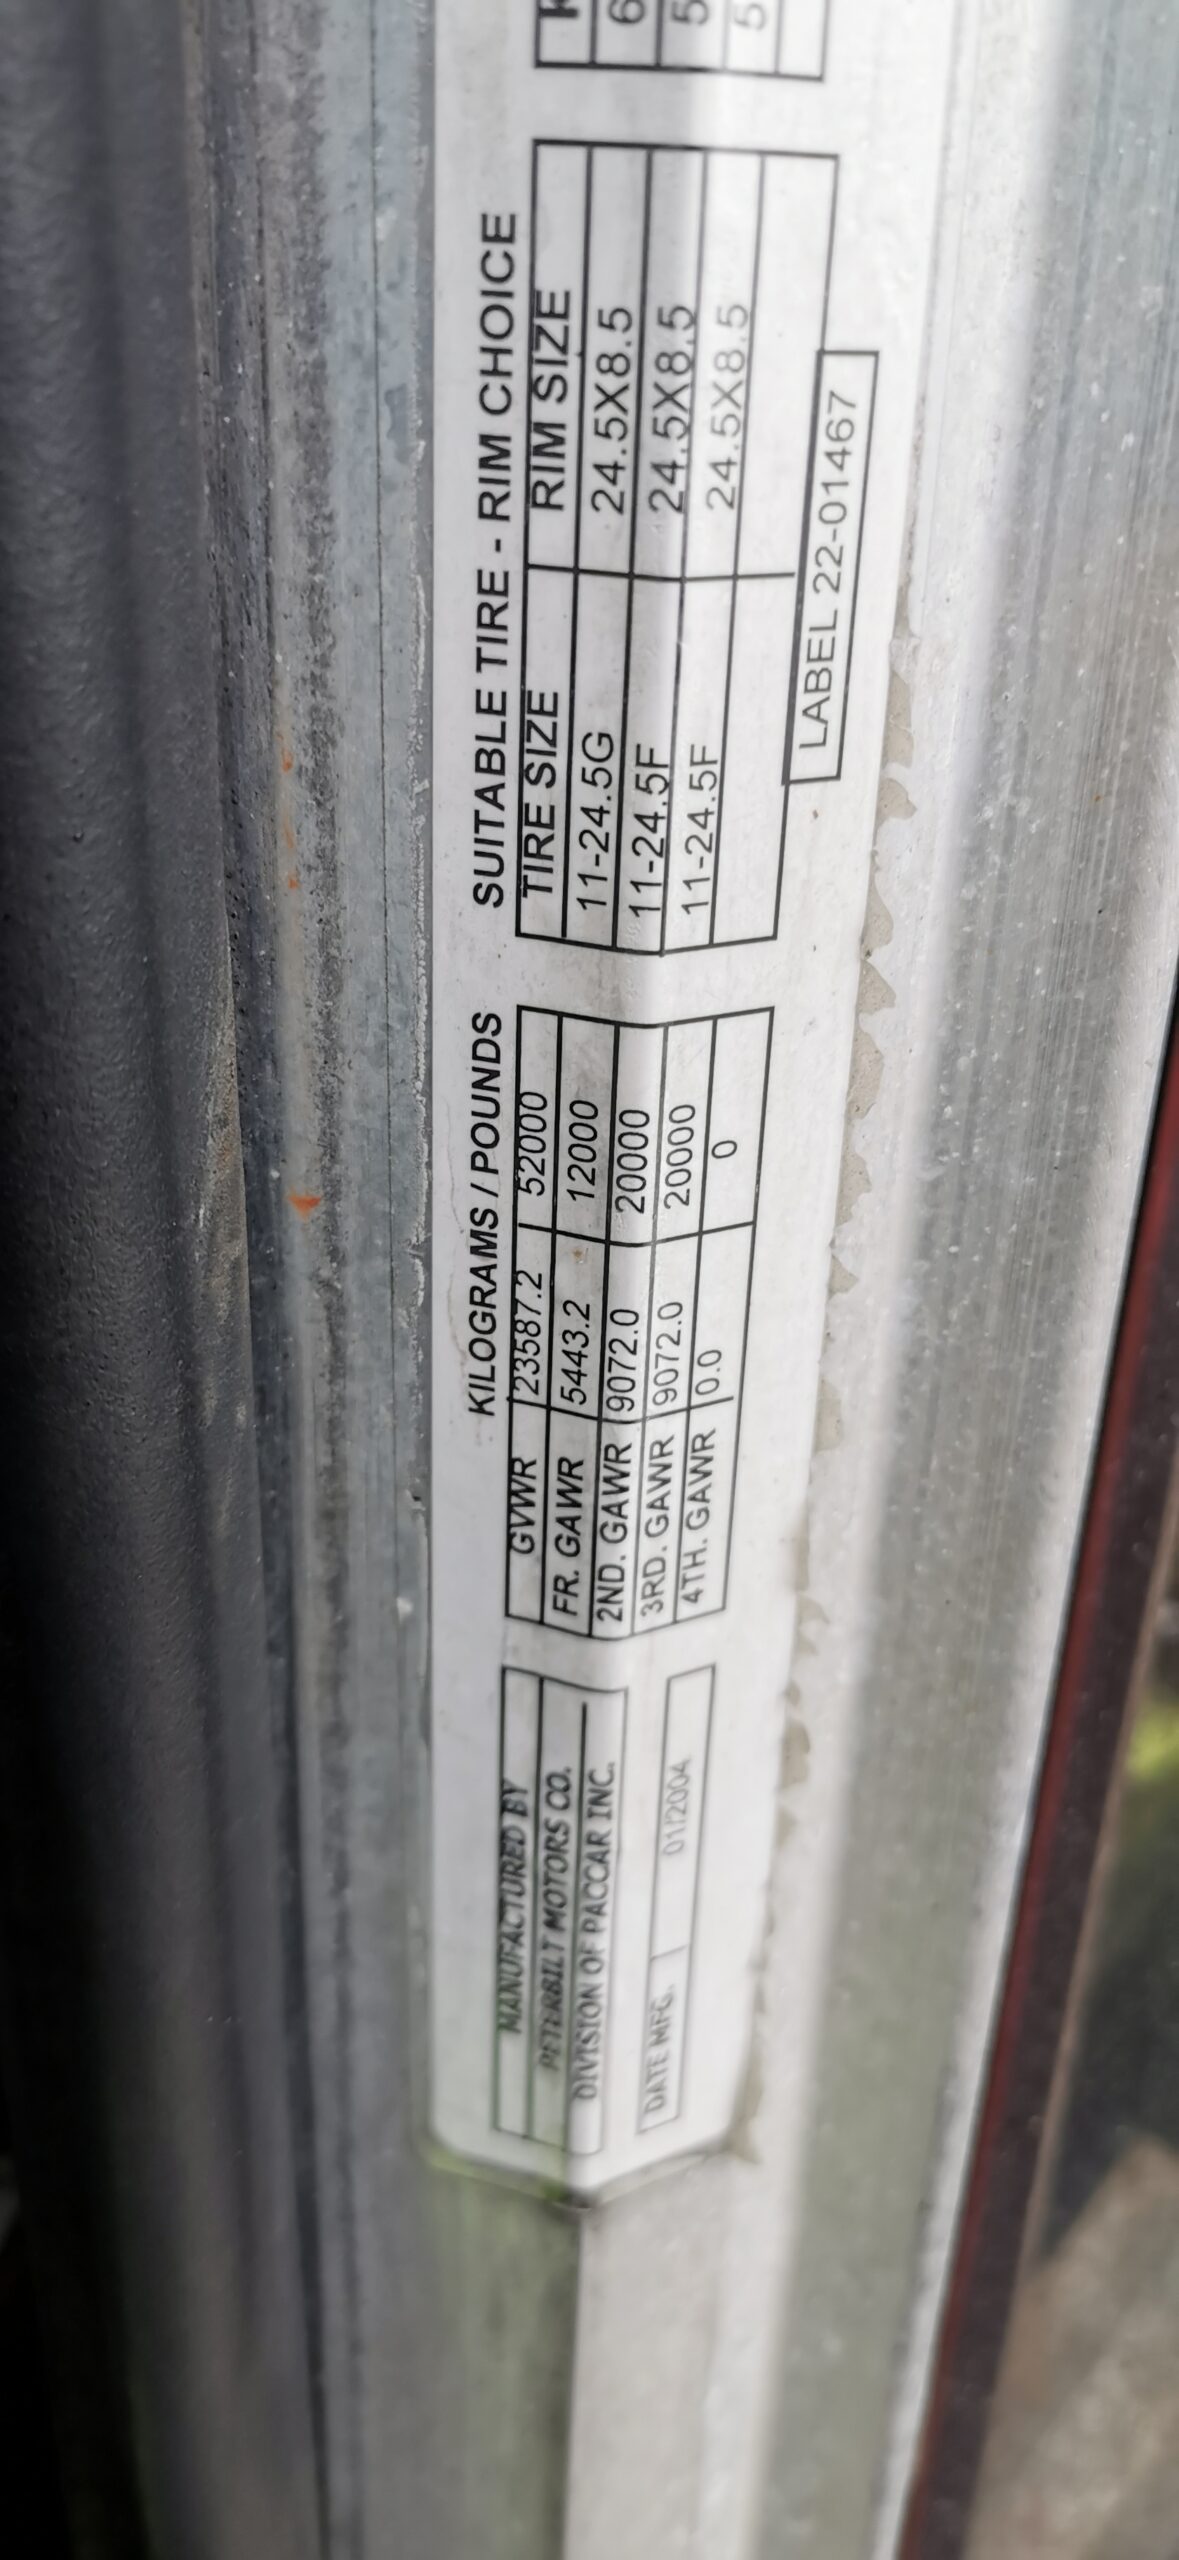 MANUFACTURED BY
PETERBILT MOTORS CO.
DIVISION OF PACCAR INC.
DATE MFG. 01/2004
KILOGRAMS / POUNDS
GVWR 23587.2 52000
FR. GAWR 5443.2 12000
2ND. GAWR 9072.0 20000
3RD. GAWR 9072.0 20000
4TH. GAWR 0.0 0
SUITABLE TIRE - RIM CHOICE
TIRE SIZE RIM SIZE
11-24.5G 24.5X8.5
11-24.5F 24.5X8.5
11-24.5F 24.5X8.5
LABEL 22-01467
K
6
5
5